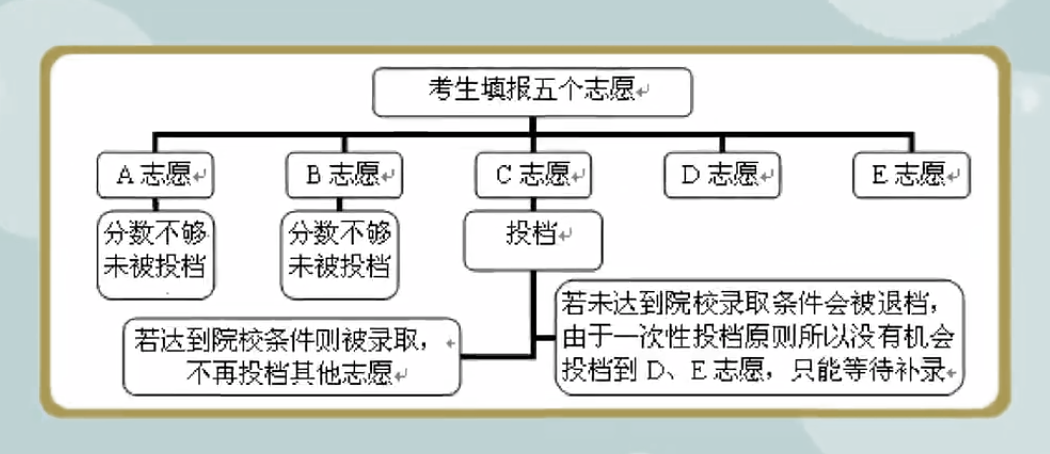 考生填报五个志愿
A 志愿
B 志愿
C 志愿
D 志愿
E 志愿
分数不够
未被投档
分数不够
未被投档
投档
若达到院校条件则被录取，
不再投档其他志愿
若未达到院校录取条件会被退档，
由于一次性投档原则所以没有机会
投档到 D、E 志愿，只能等待补录